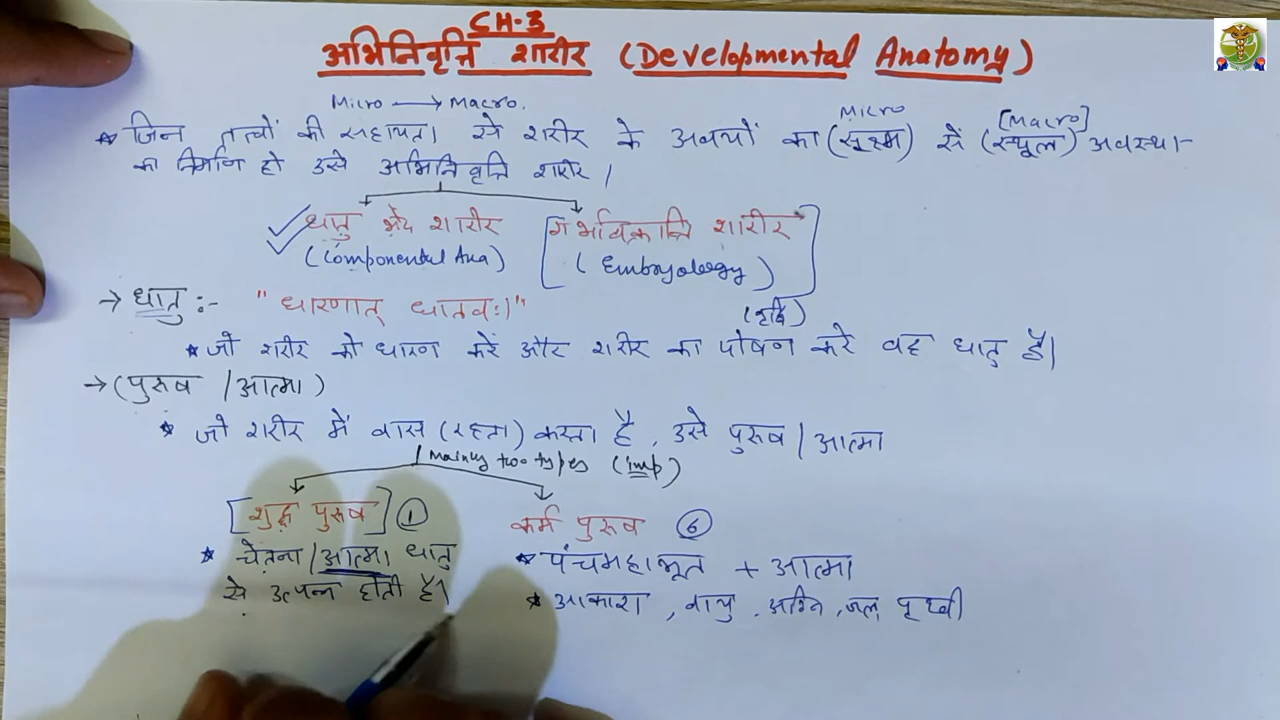 CH-3
अभिनिवृत्ति शारीर (Developmental Anatomy)
Micro → Macro.
Micro
[Macro]
* जिन तत्वों की सहायता से शरीर के अवयवों का (सूक्ष्म) से (स्थूल) अवस्था-
का निर्माण हो उसे अभिनिवृत्ति शारीर /
धातु भेद शारीर [गर्भावक्रान्ति शारीर]
(Componental Ana) (Embryology)
→ धातु :- "धारणात् धातवः।"
* जो शरीर को धारण करें और शरीर का पोषण करे वह धातु है।
→ (पुरूष / आत्मा)
* जो शरीर में वास (रहता) करता है, उसे पुरूष / आत्मा
Mainly two types (imp)
[शुद्ध पुरूष] 1 कर्म पुरूष 6
* चेतना/आत्मा धातु * पंचमहाभूत + आत्मा
से उत्पन्न होती है। * आकाश, वायु, अग्नि, जल, पृथ्वी